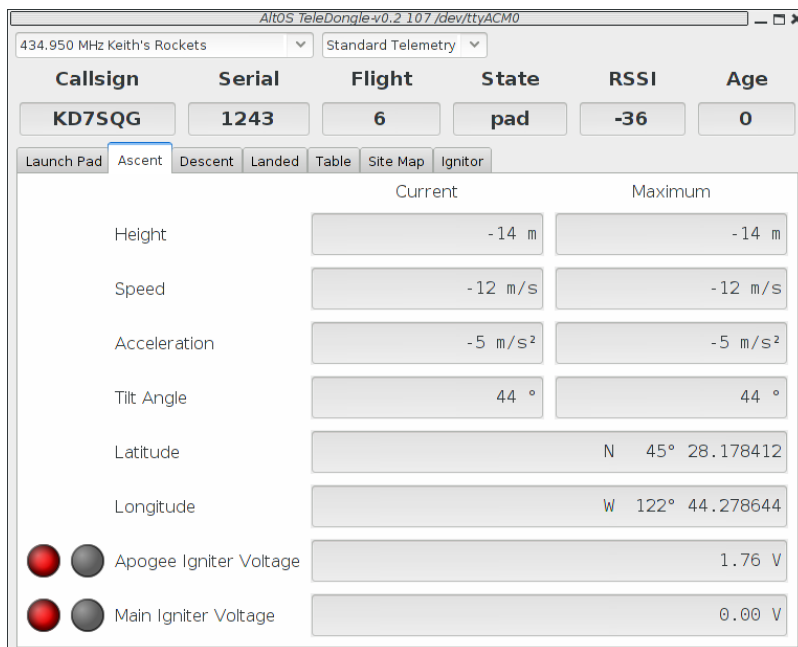 AltOS TeleDongle-v0.2 107 /dev/ttyACM0
434.950 MHz Keith's Rockets Standard Telemetry
Callsign Serial Flight State RSSI Age
KD7SQG 1243 6 pad -36 0
Launch Pad Ascent Descent Landed Table Site Map Ignitor
Current Maximum
Height -14 m -14 m
Speed -12 m/s -12 m/s
Acceleration -5 m/s² -5 m/s²
Tilt Angle 44 ° 44 °
Latitude N 45° 28.178412
Longitude W 122° 44.278644
Apogee Igniter Voltage 1.76 V
Main Igniter Voltage 0.00 V